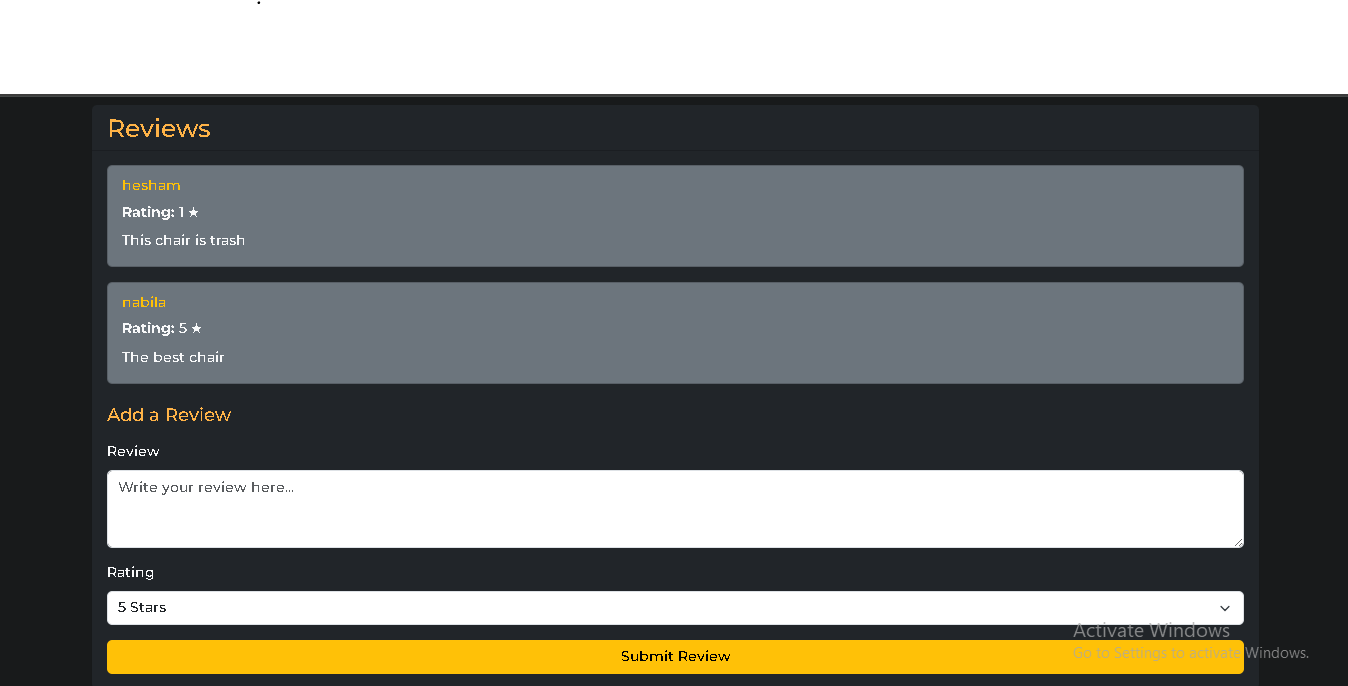 Reviews
hesham
Rating: 1 ★
This chair is trash
nabila
Rating: 5 ★
The best chair
Add a Review
Review
Write your review here...
Rating
5 Stars
Submit Review
Activate Windows
Go to Settings to activate Windows.